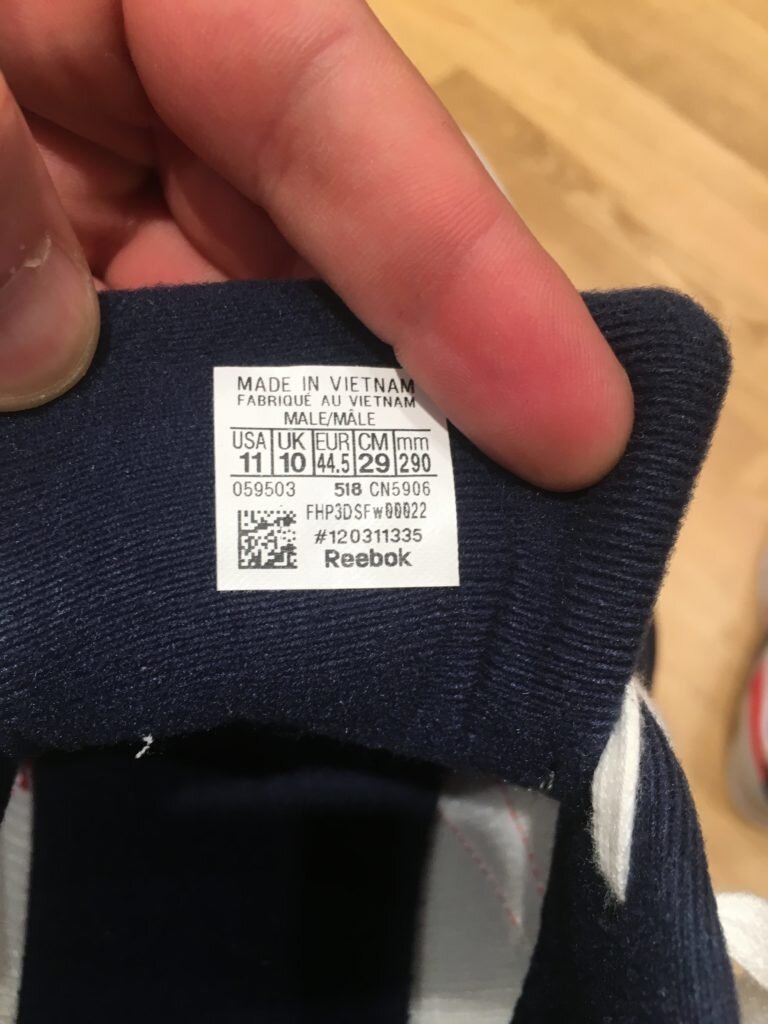 MADE IN VIETNAM
FABRIQUÉ AU VIETNAM
MALE/MÂLE
USA UK EUR CM mm
11 10 44.5 29 290
059503 518 CN5906
FHP3DSFW00022
#120311335
Reebok